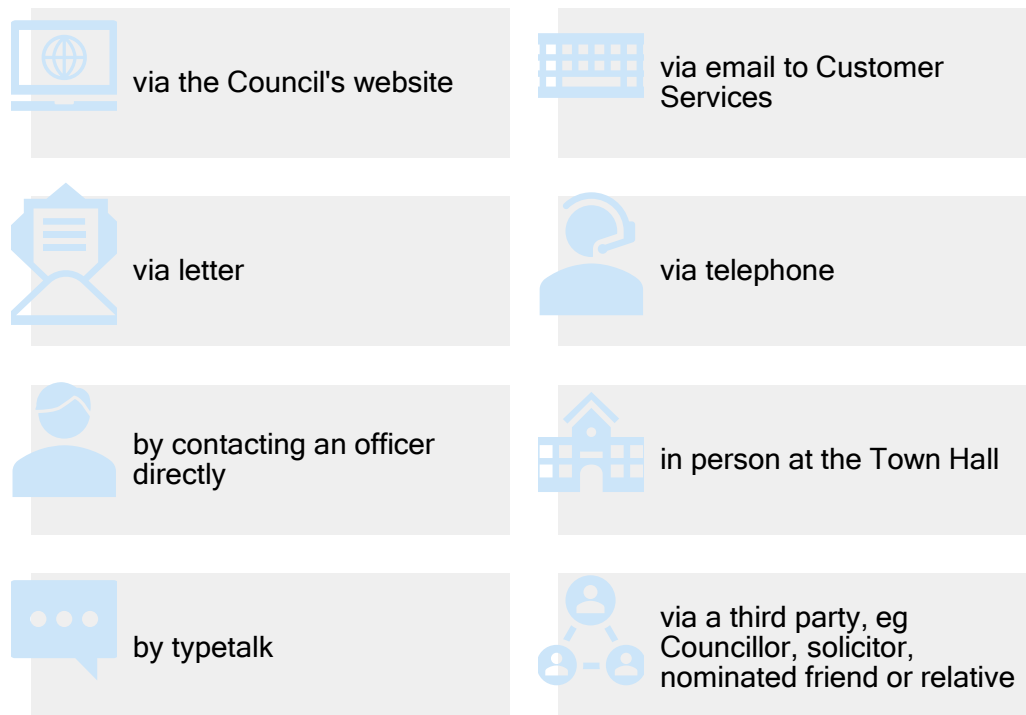 via the Council's website
via email to Customer
Services
via letter
via telephone
by contacting an officer
directly
in person at the Town Hall
by typetalk
via a third party, eg
Councillor, solicitor,
nominated friend or relative